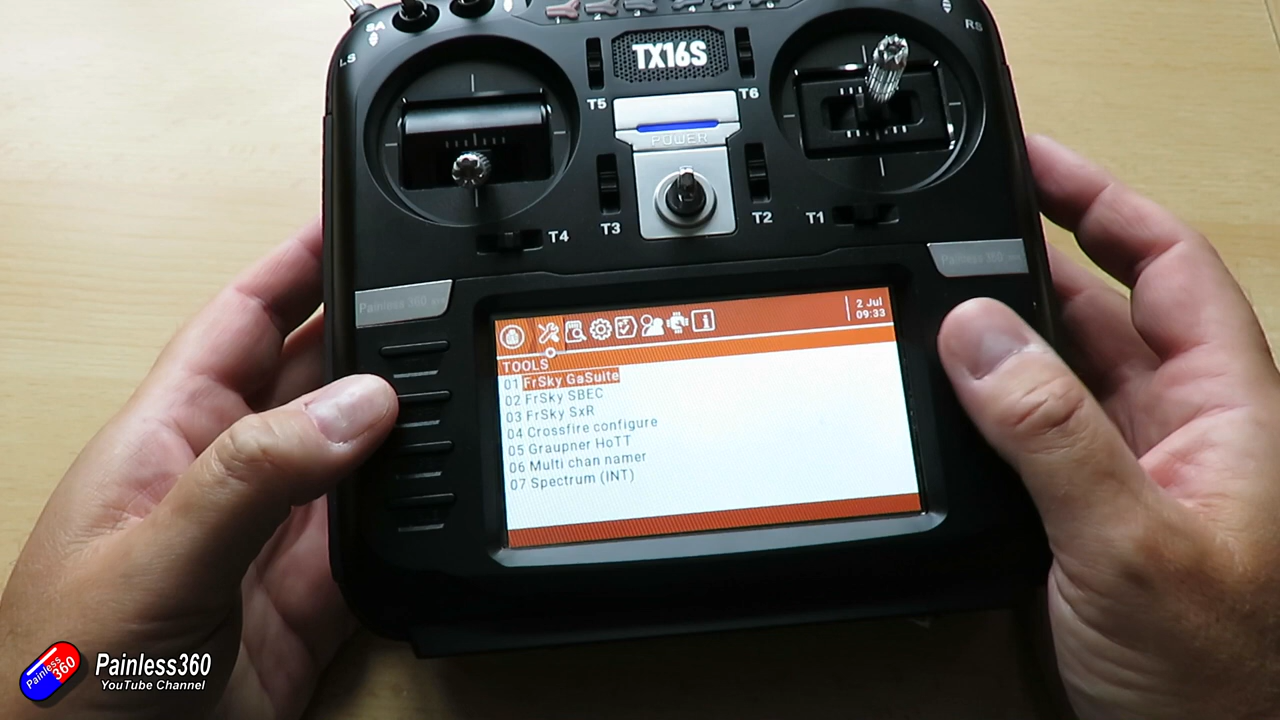 SA
LS
RS
TX16S
T5
T6
POWER
T3
T2
T1
T4
Painless 360
Painless 360
2 Jul
09:33
TOOLS
01 FrSky GaSuite
02 FrSky SBEC
03 FrSky SxR
04 Crossfire configure
05 Graupner HoTT
06 Multi chan namer
07 Spectrum (INT)
Painless 360
Painless360
YouTube Channel